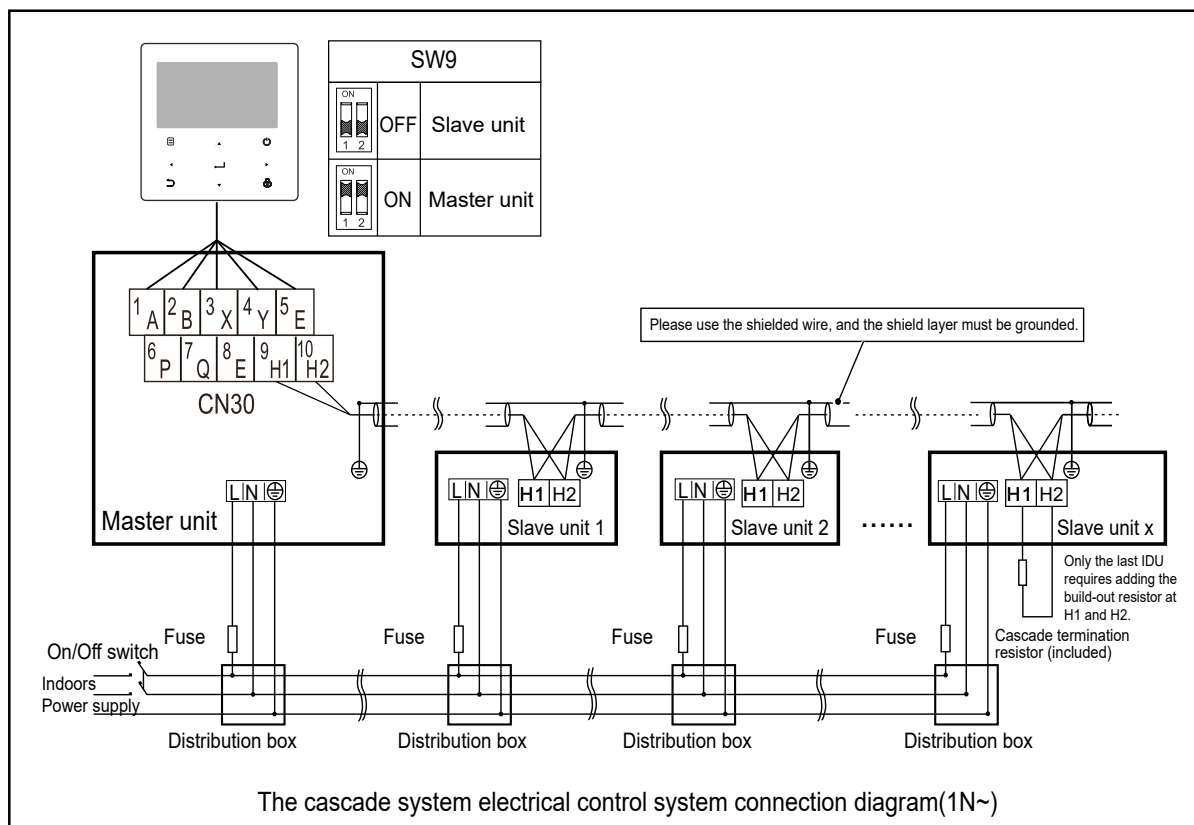 SW9
ON
1 2
OFF
Slave unit
ON
1 2
ON
Master unit
1 A
2 B
3 X
4 Y
5 E
6 P
7 Q
8 E
9 H1
10 H2
CN30
Please use the shielded wire, and the shield layer must be grounded.
L N
Master unit
L N
H1 H2
Slave unit 1
L N
H1 H2
Slave unit 2
......
L N
H1 H2
Slave unit x
Only the last IDU
requires adding the
build-out resistor at
H1 and H2.
Cascade termination
resistor (included)
Fuse
Fuse
Fuse
Fuse
On/Off switch
Indoors
Power supply
Distribution box
Distribution box
Distribution box
Distribution box
The cascade system electrical control system connection diagram(1N~)